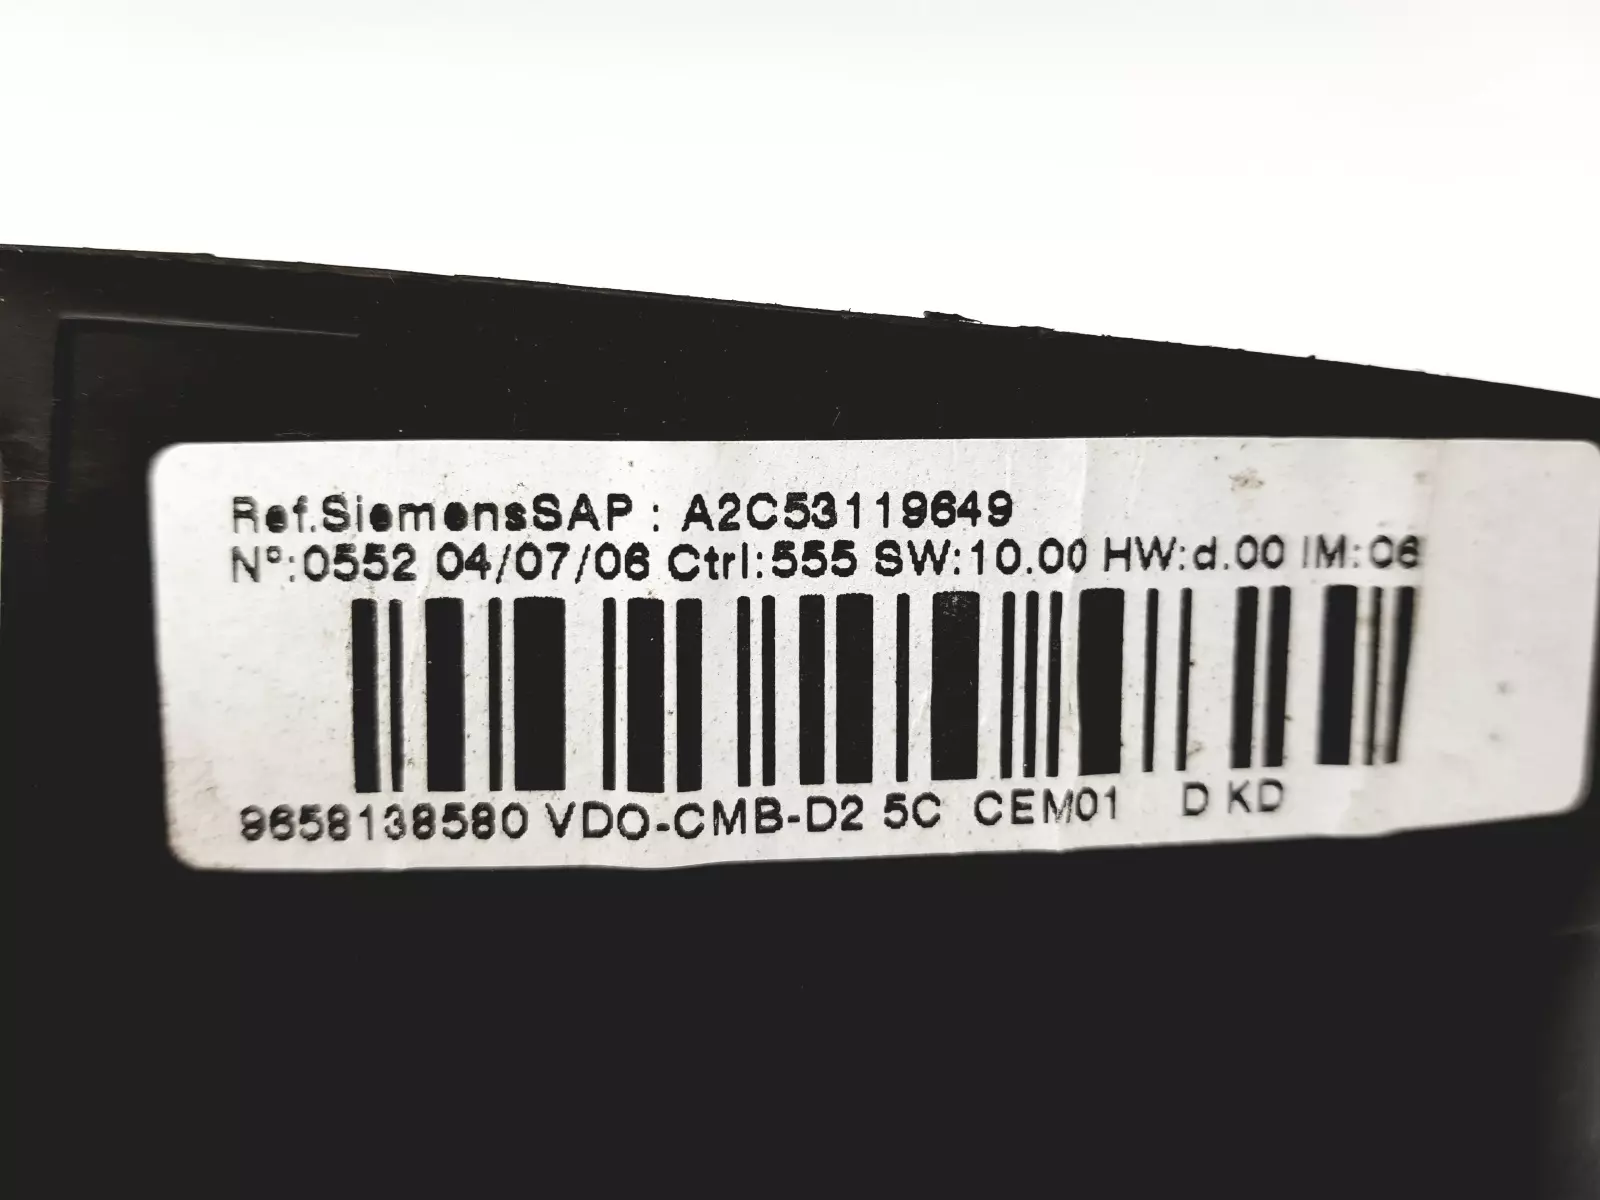 Ref.SiemensSAP : A2C53119649
Nº:0552 04/07/06 Ctrl:555 SW:10.00 HW:d.00 IM:06
9658138580 VDO-CMB-D2 5C CEM01 D KD